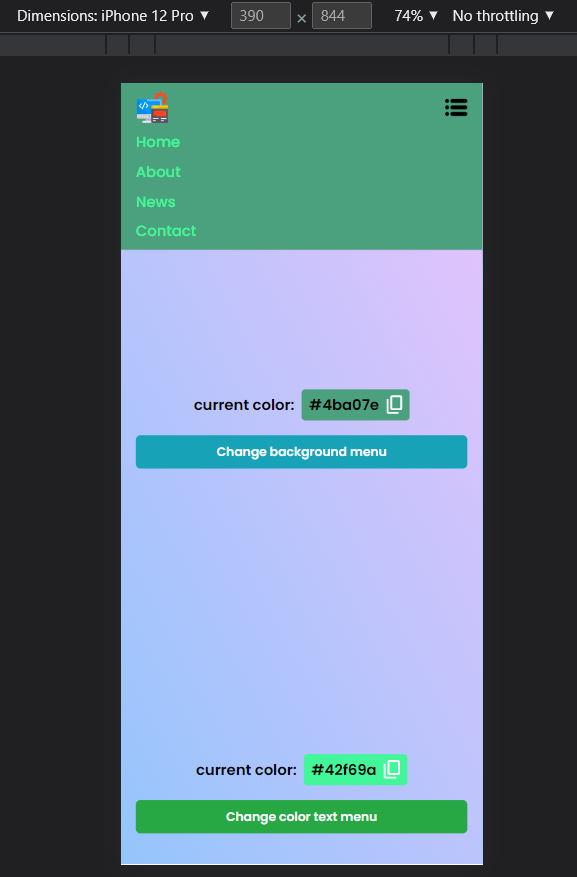 Dimensions: iPhone 12 Pro ▼ 390 × 844 74% ▼ No throttling ▼
Home
About
News
Contact
current color: #4ba07e
Change background menu
current color: #42f69a
Change color text menu